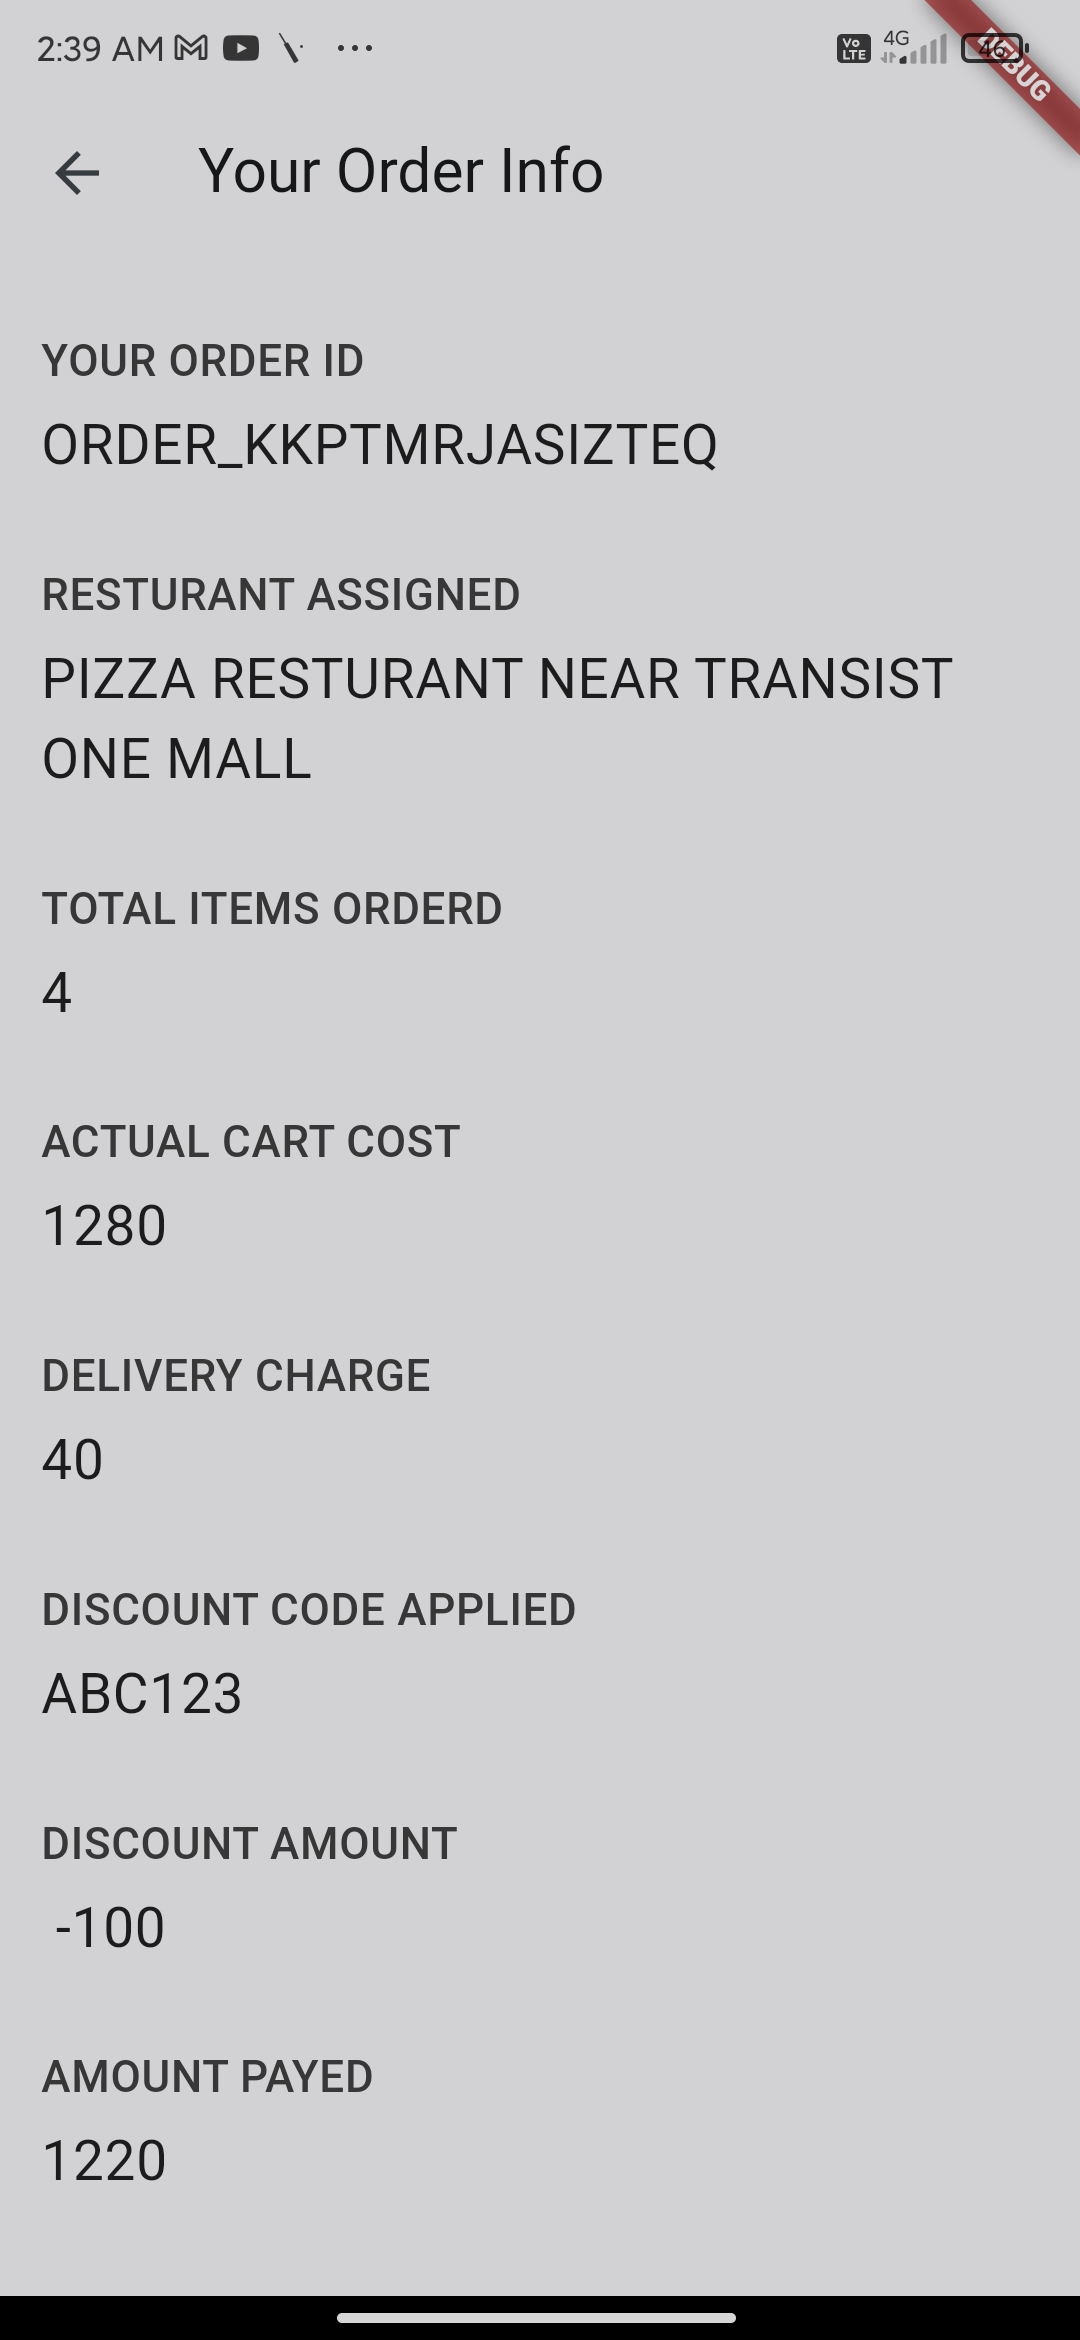 2:39 AM
Vo LTE
4G
46
DEBUG
Your Order Info
YOUR ORDER ID
ORDER_KKPTMRJASIZTEQ
RESTURANT ASSIGNED
PIZZA RESTURANT NEAR TRANSIST
ONE MALL
TOTAL ITEMS ORDERD
4
ACTUAL CART COST
1280
DELIVERY CHARGE
40
DISCOUNT CODE APPLIED
ABC123
DISCOUNT AMOUNT
-100
AMOUNT PAYED
1220